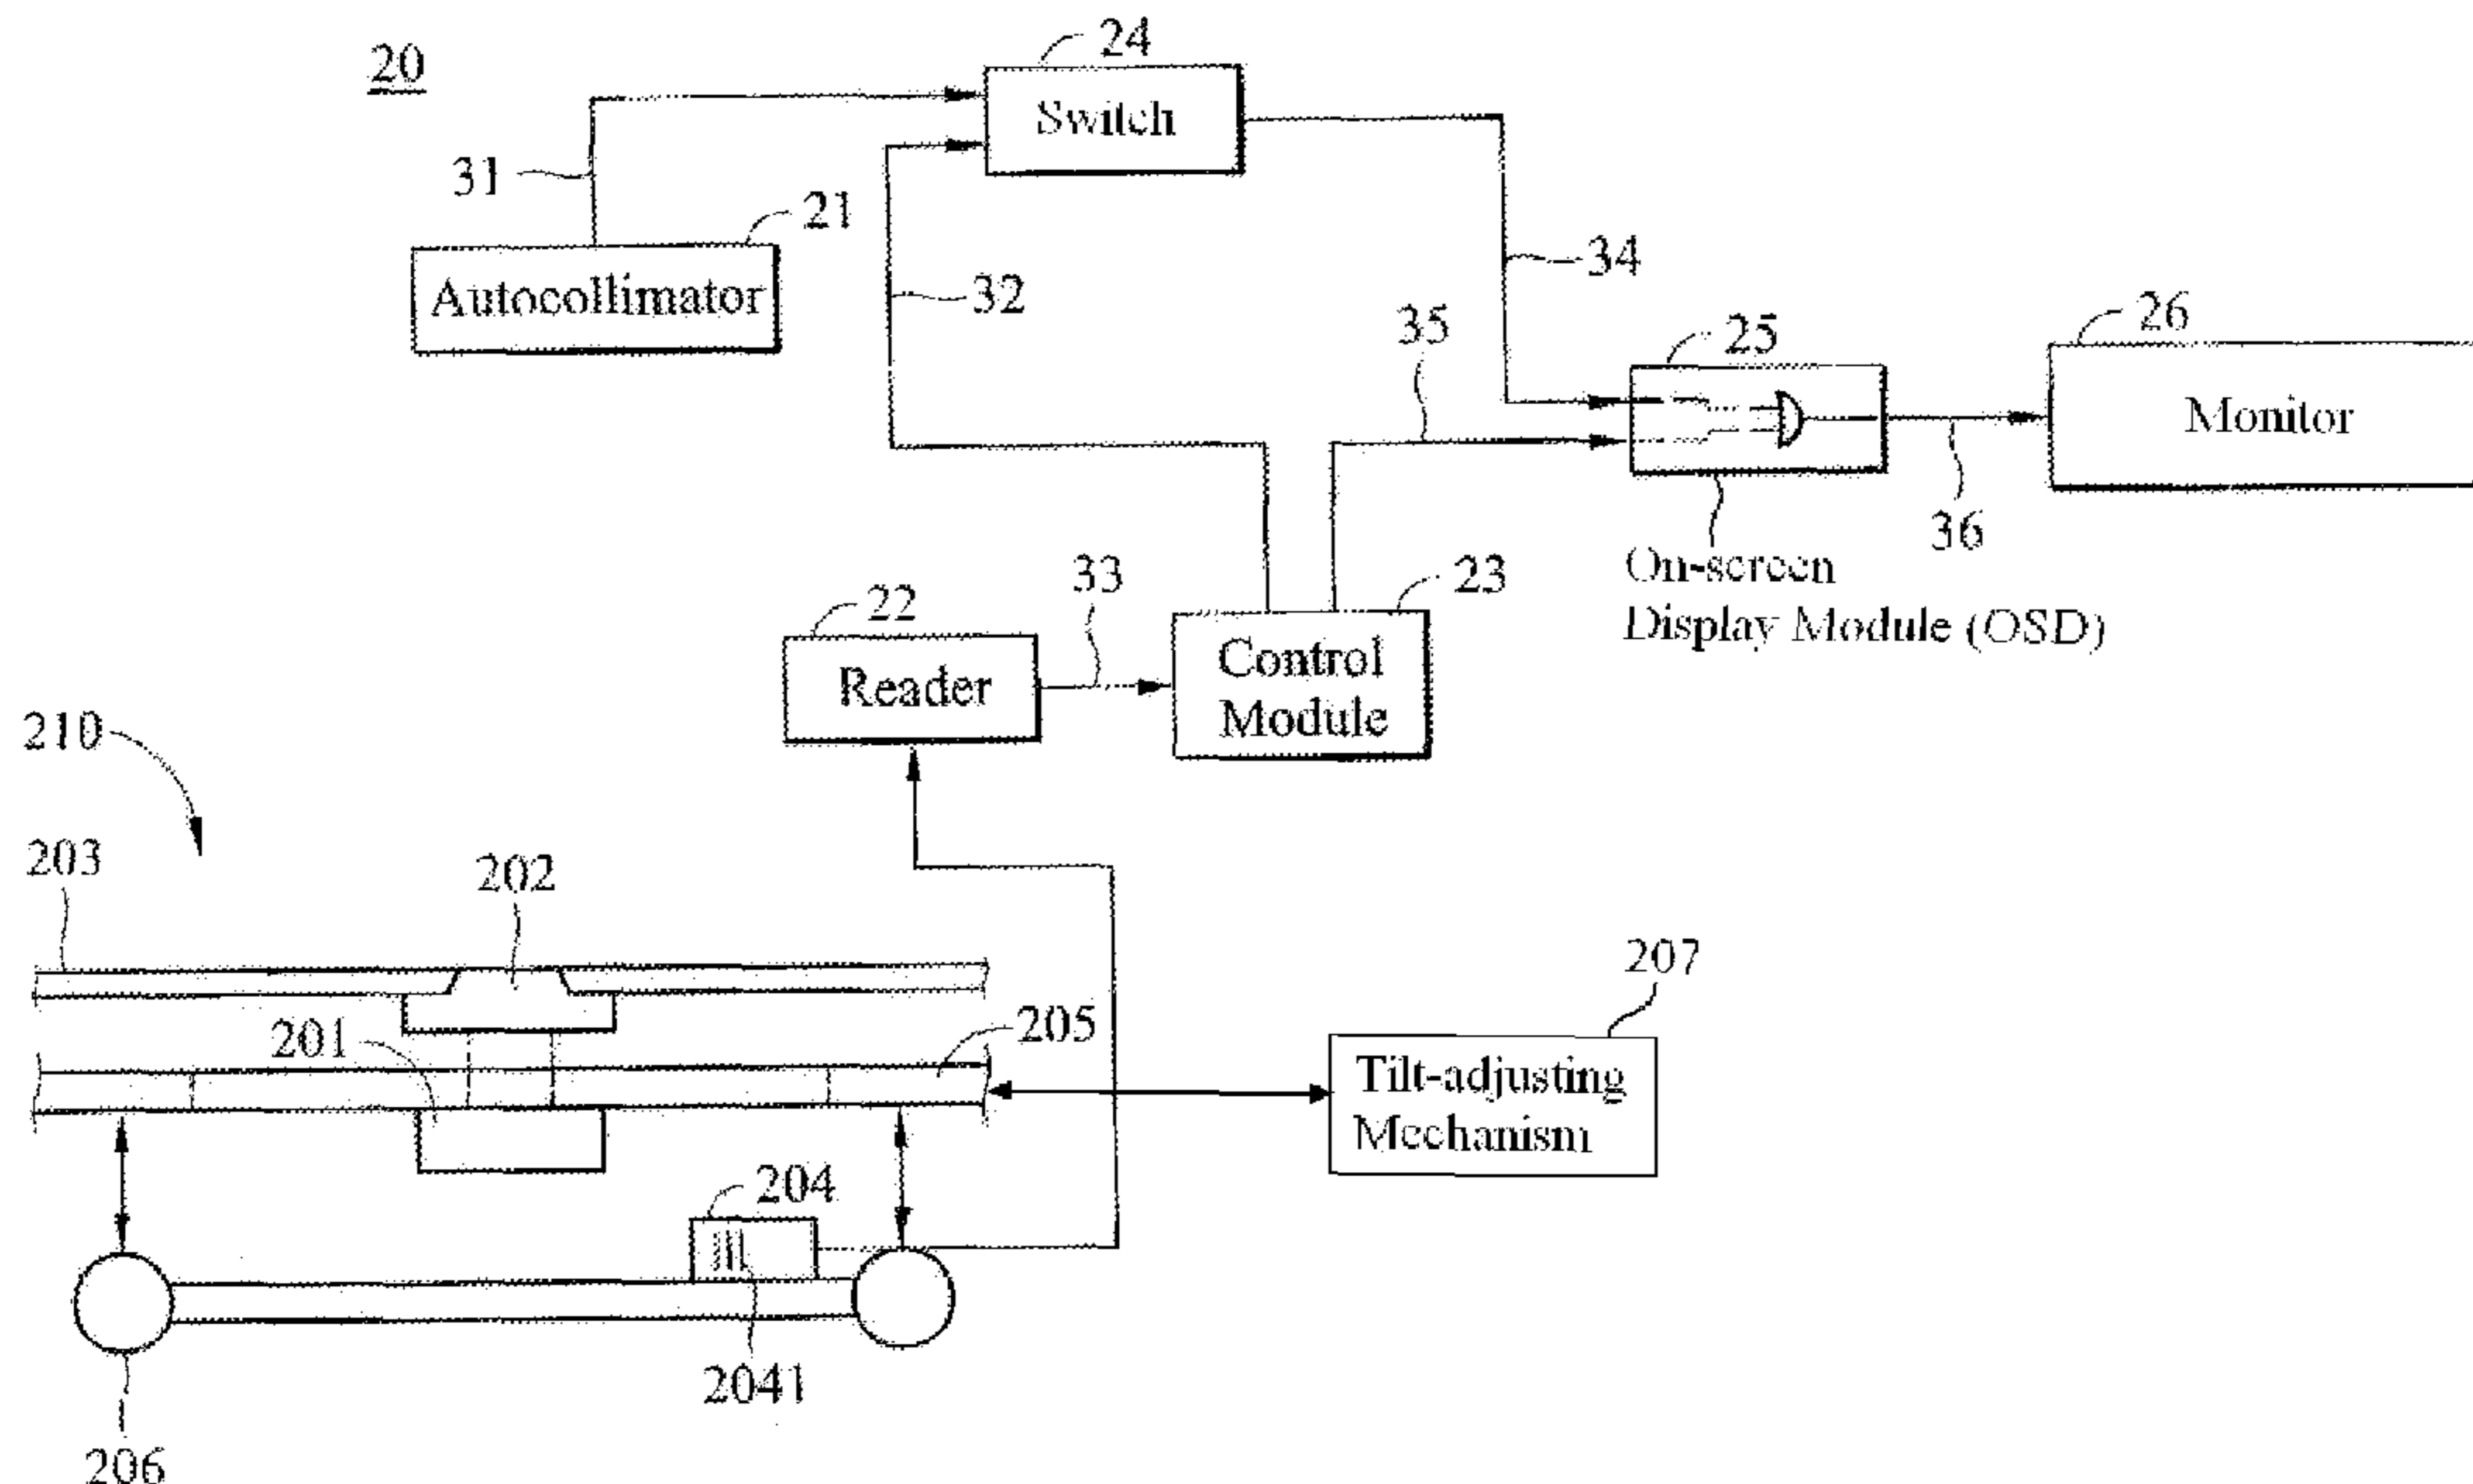 20
24
Switch
31
21
Autocollimator
32
34
35
25
26
Monitor
36
On-screen
Display Module (OSD)
33
23
22
Reader
Control
Module
210
203
202
207
201
205
Tilt-adjusting
Mechanism
204
2041
206